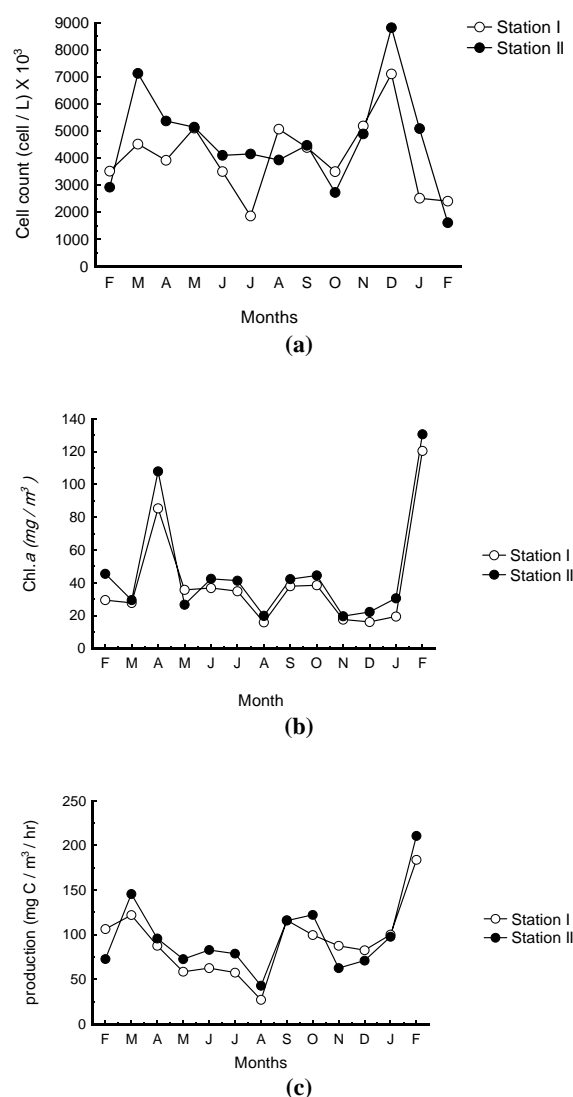 9000
8000
7000
6000
5000
4000
3000
2000
1000
0
Cell count (cell / L) X 10³
F M A M J J A S O N D J F
Months
Station I
Station II
(a)
140
120
100
80
60
40
20
0
Chl.a (mg / m³ )
F M A M J J A S O N D J F
Month
Station I
Station II
(b)
250
200
150
100
50
0
production (mg C / m³ / hr)
F M A M J J A S O N D J F
Months
Station I
Station II
(c)